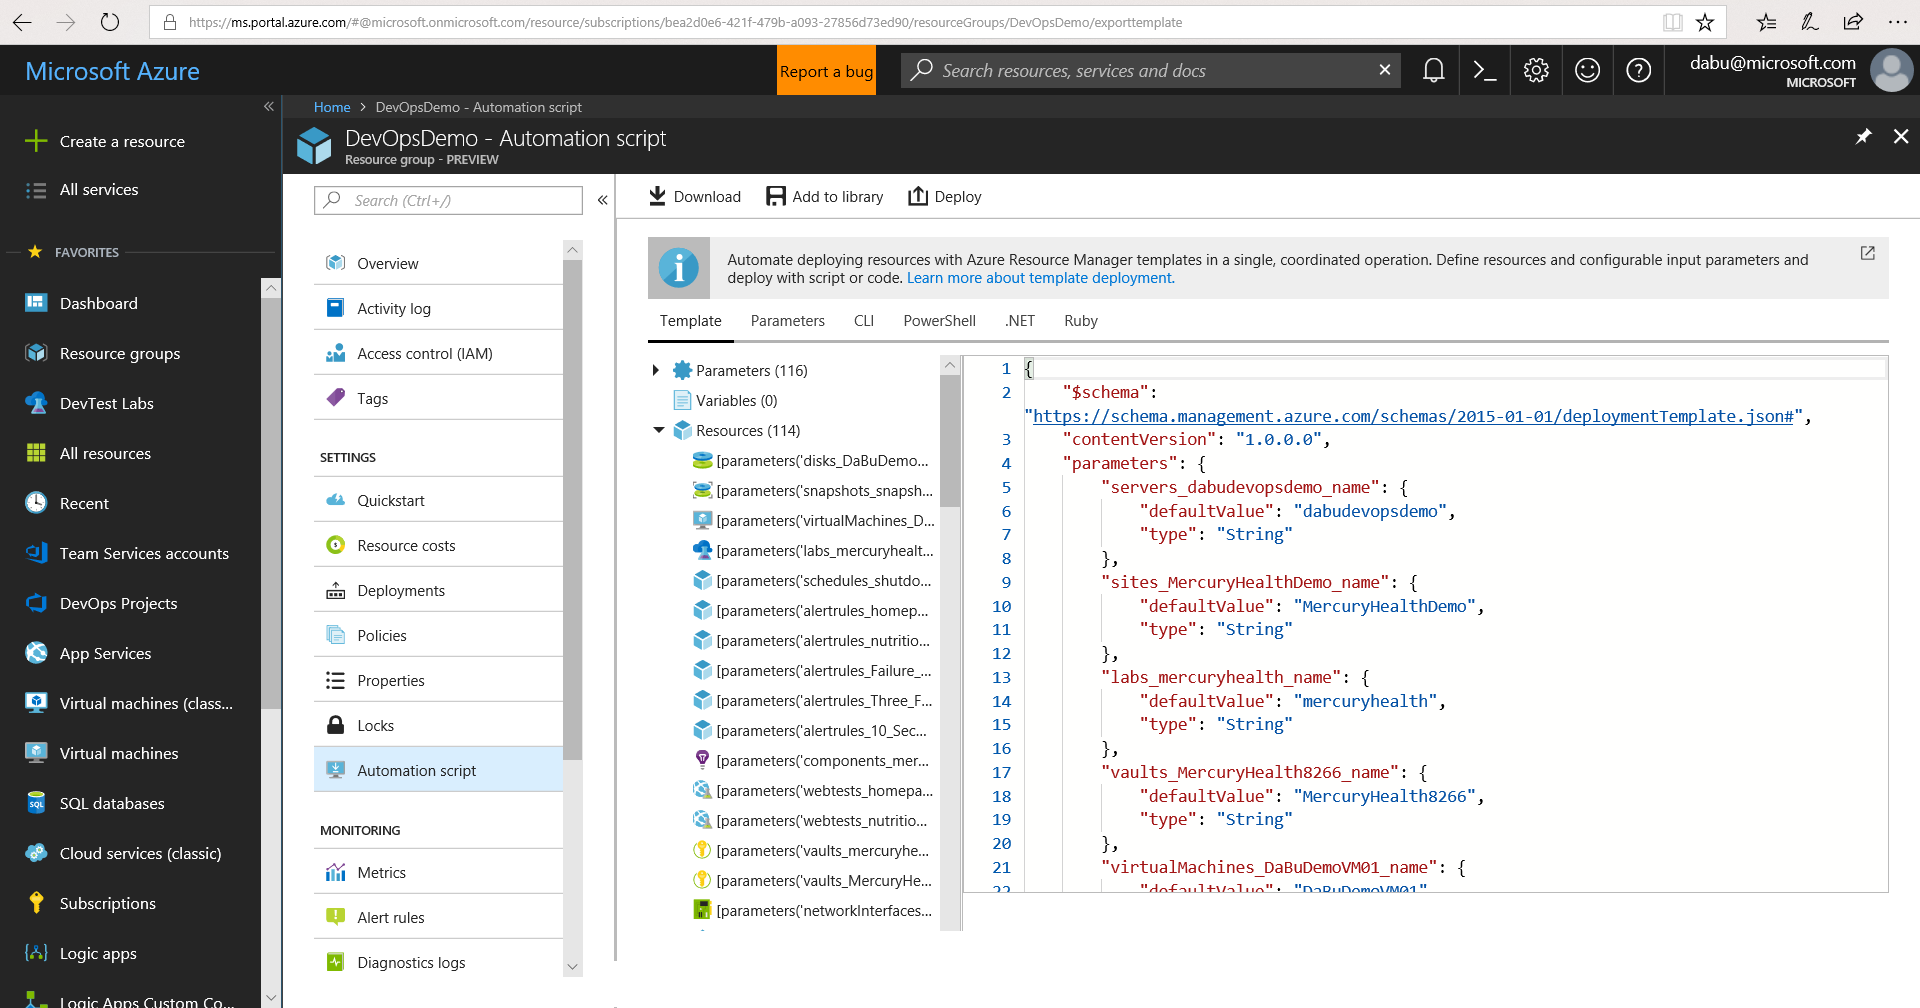 https://ms.portal.azure.com/#@microsoft.onmicrosoft.com/resource/subscriptions/bea2d0e6-421f-479b-a093-27856d73ed90/resourceGroups/DevOpsDemo/exporttemplate
Microsoft Azure
Report a bug
Search resources, services and docs
dabu@microsoft.com
MICROSOFT
Create a resource
All services
FAVORITES
Dashboard
Resource groups
DevTest Labs
All resources
Recent
Team Services accounts
DevOps Projects
App Services
Virtual machines (class...
Virtual machines
SQL databases
Cloud services (classic)
Subscriptions
Logic apps
Logic Apps Custom Co...
Home > DevOpsDemo - Automation script
DevOpsDemo - Automation script
Resource group - PREVIEW
Search (Ctrl+/)
Overview
Activity log
Access control (IAM)
Tags
SETTINGS
Quickstart
Resource costs
Deployments
Policies
Properties
Locks
Automation script
MONITORING
Metrics
Alert rules
Diagnostics logs
Download
Add to library
Deploy
Automate deploying resources with Azure Resource Manager templates in a single, coordinated operation. Define resources and configurable input parameters and
deploy with script or code. Learn more about template deployment.
Template
Parameters
CLI
PowerShell
.NET
Ruby
Parameters (116)
Variables (0)
Resources (114)
[parameters('disks_DaBuDemo...
[parameters('snapshots_snapsh...
[parameters('virtualMachines_D...
[parameters('labs_mercuryhealt...
[parameters('schedules_shutdo...
[parameters('alertrules_homep...
[parameters('alertrules_nutritio...
[parameters('alertrules_Failure_...
[parameters('alertrules_Three_F...
[parameters('alertrules_10_Sec...
[parameters('components_mer...
[parameters('webtests_homepa...
[parameters('webtests_nutritio...
[parameters('vaults_mercuryhe...
[parameters('vaults_MercuryHe...
[parameters('networkInterfaces...
1 {
2 "$schema":
"https://schema.management.azure.com/schemas/2015-01-01/deploymentTemplate.json#",
3 "contentVersion": "1.0.0.0",
4 "parameters": {
5 "servers_dabudevopsdemo_name": {
6 "defaultValue": "dabudevopsdemo",
7 "type": "String"
8 },
9 "sites_MercuryHealthDemo_name": {
10 "defaultValue": "MercuryHealthDemo",
11 "type": "String"
12 },
13 "labs_mercuryhealth_name": {
14 "defaultValue": "mercuryhealth",
15 "type": "String"
16 },
17 "vaults_MercuryHealth8266_name": {
18 "defaultValue": "MercuryHealth8266",
19 "type": "String"
20 },
21 "virtualMachines_DaBuDemoVM01_name": {
22 "defaultValue": "DaBuDemoVM01"